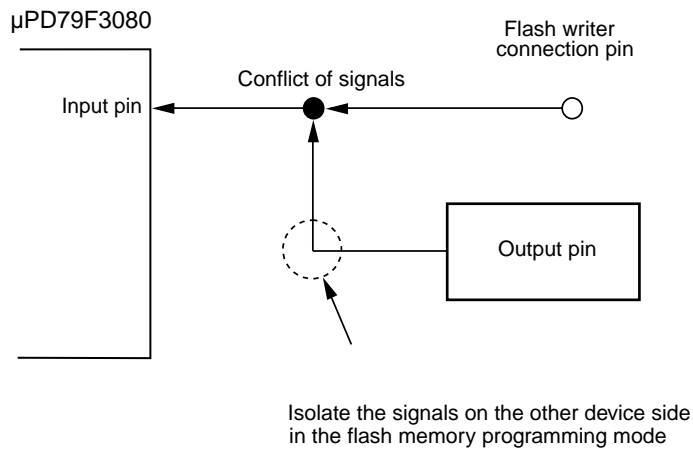 µPD79F3080
Flash writer
connection pin
Conflict of signals
Input pin
Output pin
Isolate the signals on the other device side
in the flash memory programming mode